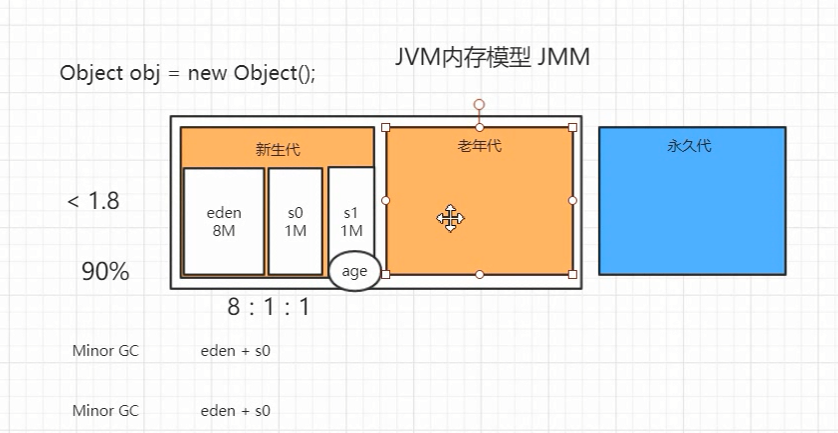 JVM内存模型 JMM
Object obj = new Object();
新生代
老年代
永久代
< 1.8
eden
8M
s0
1M
s1
1M
90%
age
8 : 1 : 1
Minor GC eden + s0
Minor GC eden + s0